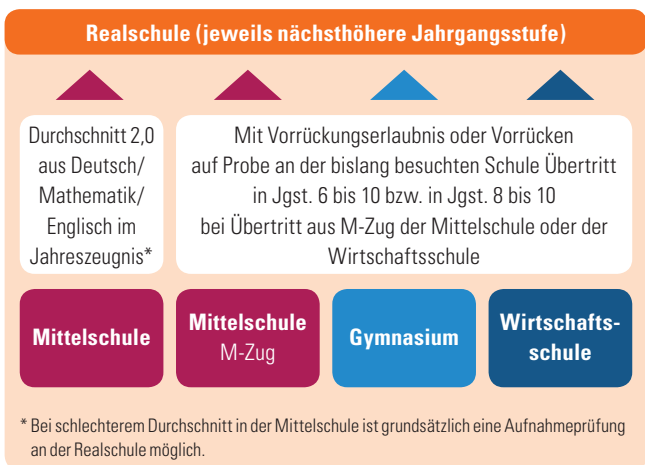 Realschule (jeweils nächsthöhere Jahrgangsstufe)
Durchschnitt 2,0
aus Deutsch/
Mathematik/
Englisch im
Jahreszeugnis*
Mit Vorrückungserlaubnis oder Vorrücken
auf Probe an der bislang besuchten Schule Übertritt
in Jgst. 6 bis 10 bzw. in Jgst. 8 bis 10
bei Übertritt aus M-Zug der Mittelschule oder der
Wirtschaftsschule
Mittelschule
Mittelschule
M-Zug
Gymnasium
Wirtschafts-
schule
* Bei schlechterem Durchschnitt in der Mittelschule ist grundsätzlich eine Aufnahmeprüfung
an der Realschule möglich.